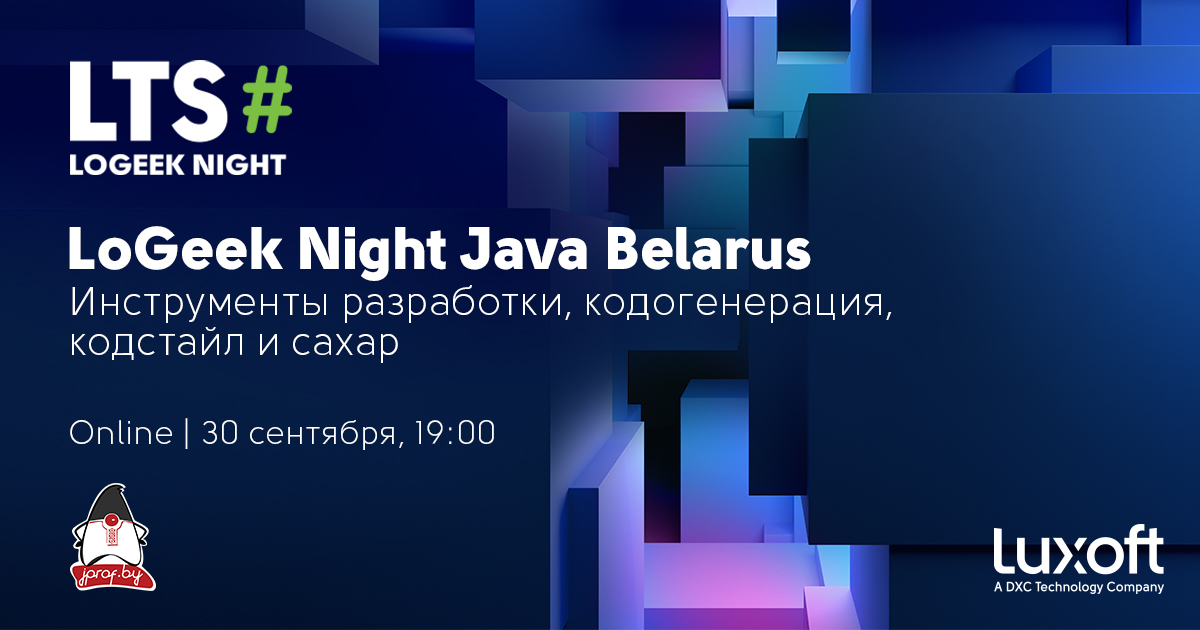 LTS#
LOGEEK NIGHT
LoGeek Night Java Belarus
Инструменты разработки, кодогенерация,
кодстайл и сахар
Online | 30 сентября, 19:00
jprof.by
Luxoft
A DXC Technology Company